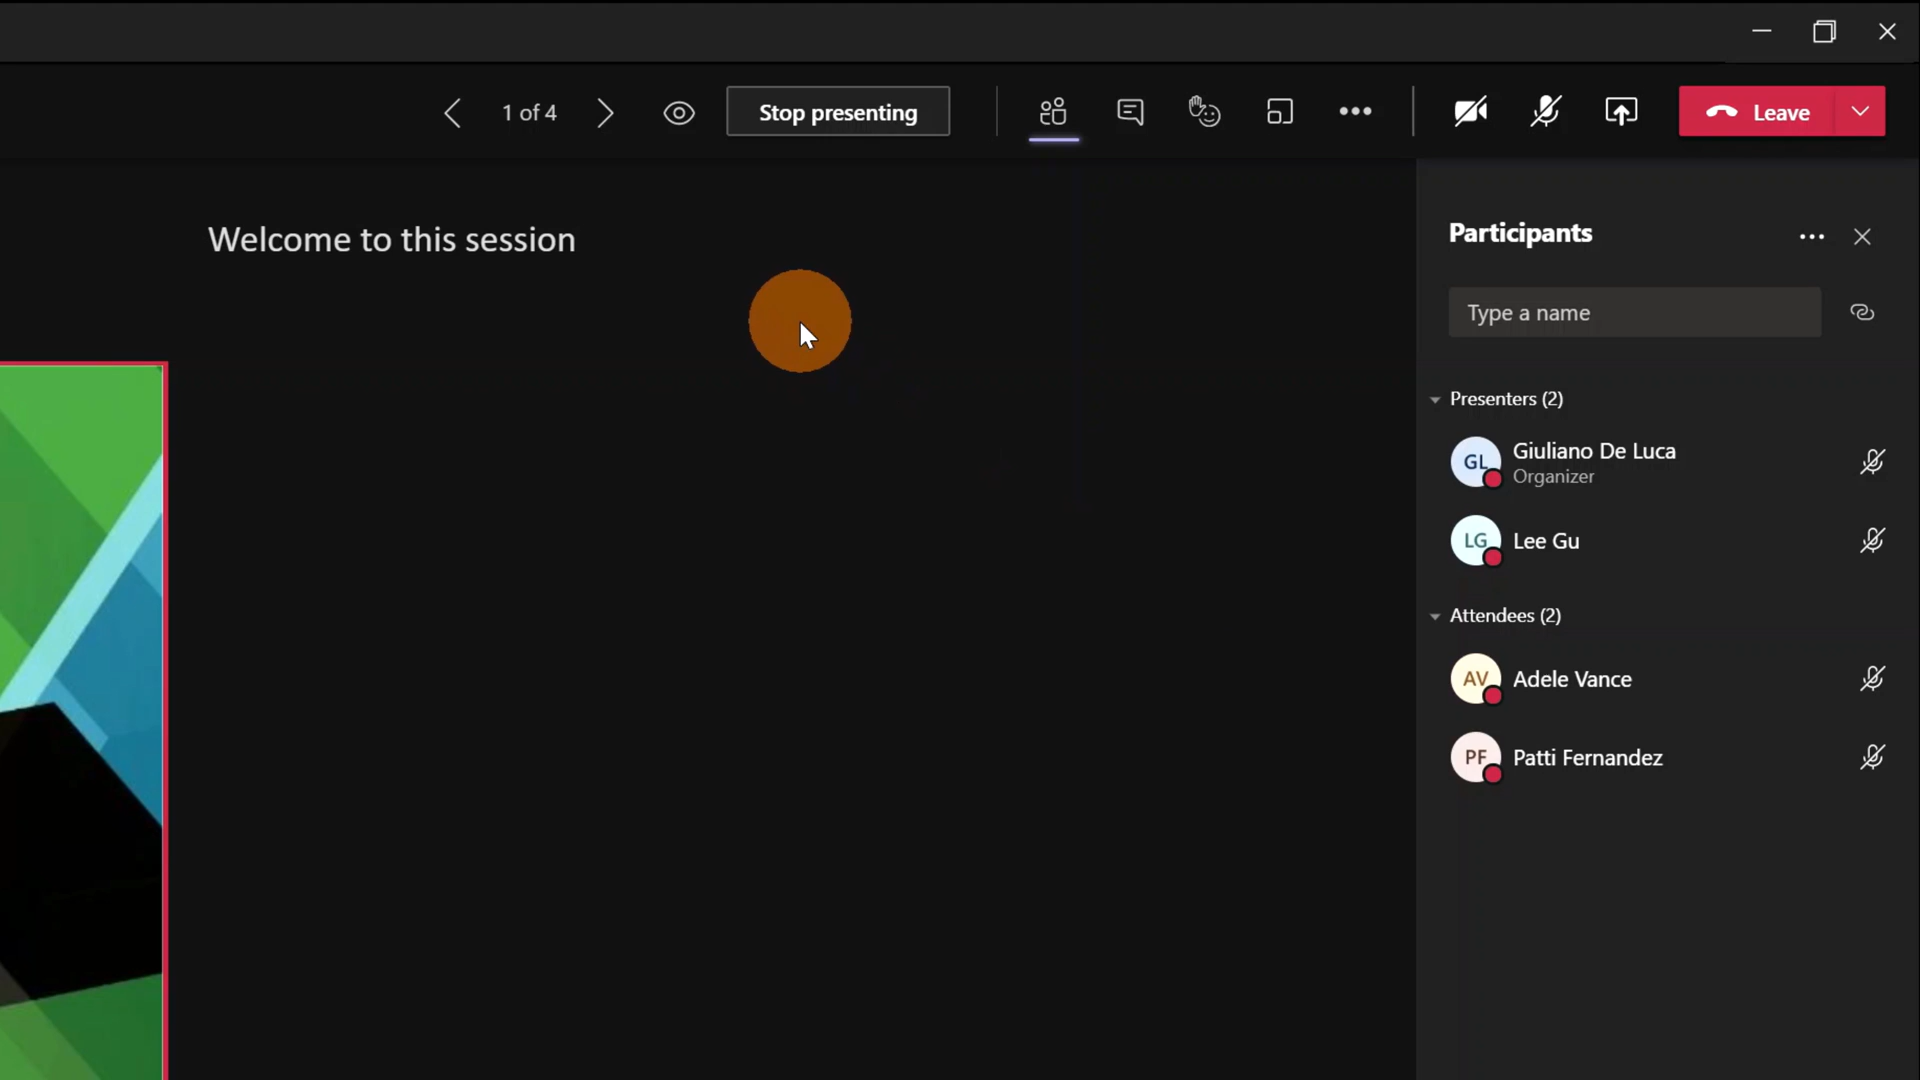 1 of 4
Stop presenting
Leave
Welcome to this session
Participants
Type a name
Presenters (2)
GL
Giuliano De Luca
Organizer
LG
Lee Gu
Attendees (2)
AV
Adele Vance
PF
Patti Fernandez